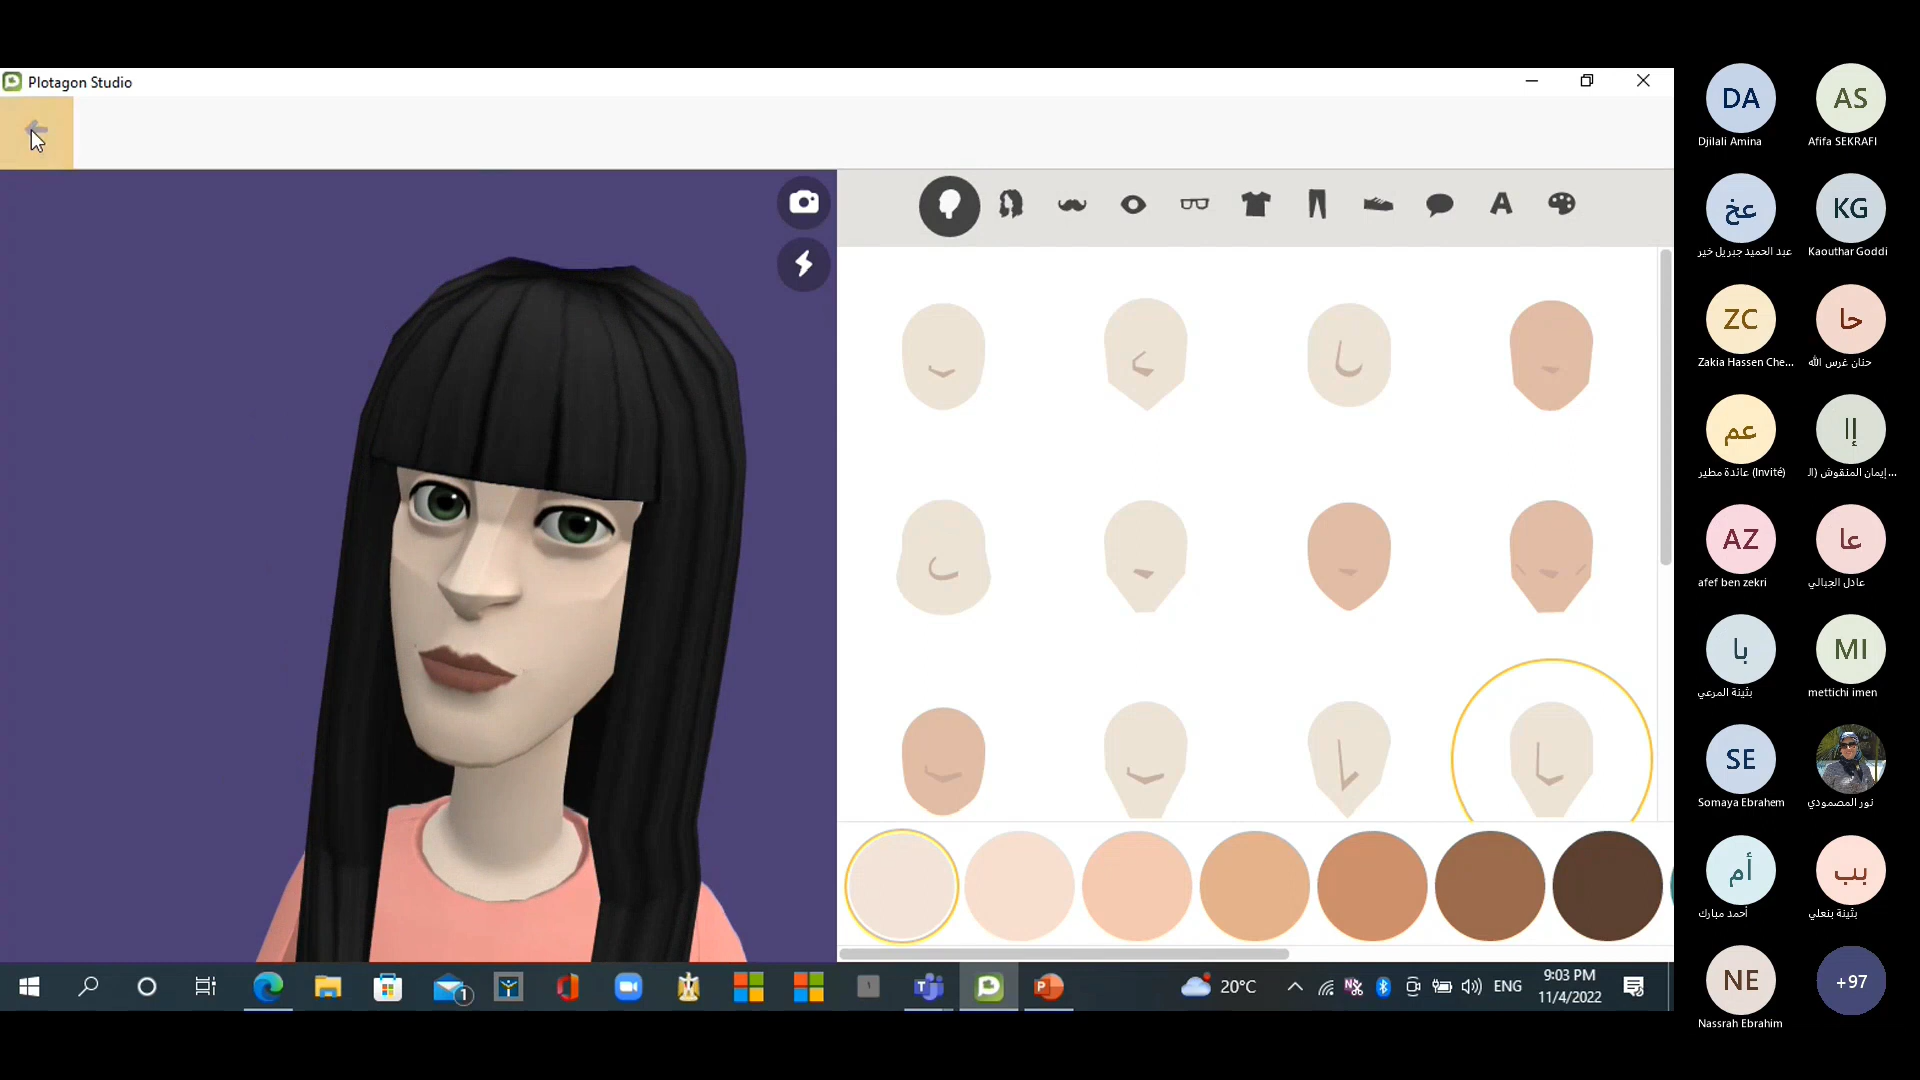 Plotagon Studio
DA
Djilali Amina
AS
Afifa SEKRAFI
عخ
عبد الحميد جبريل خير
KG
Kaouthar Goddi
ZC
Zakia Hassen Che...
حا
حنان غرس الله
عم
عائدة مطير (Invité)
إا
إيمان المنقوش (ال...
AZ
afef ben zekri
عا
عادل الجبالي
با
بثينة المرعي
MI
mettichi imen
SE
Somaya Ebrahem
نور المصمودي
أم
أحمد مبارك
بب
بثينة بنعلي
NE
Nassrah Ebrahim
+97
A
1
20°C
ENG
9:03 PM
11/4/2022